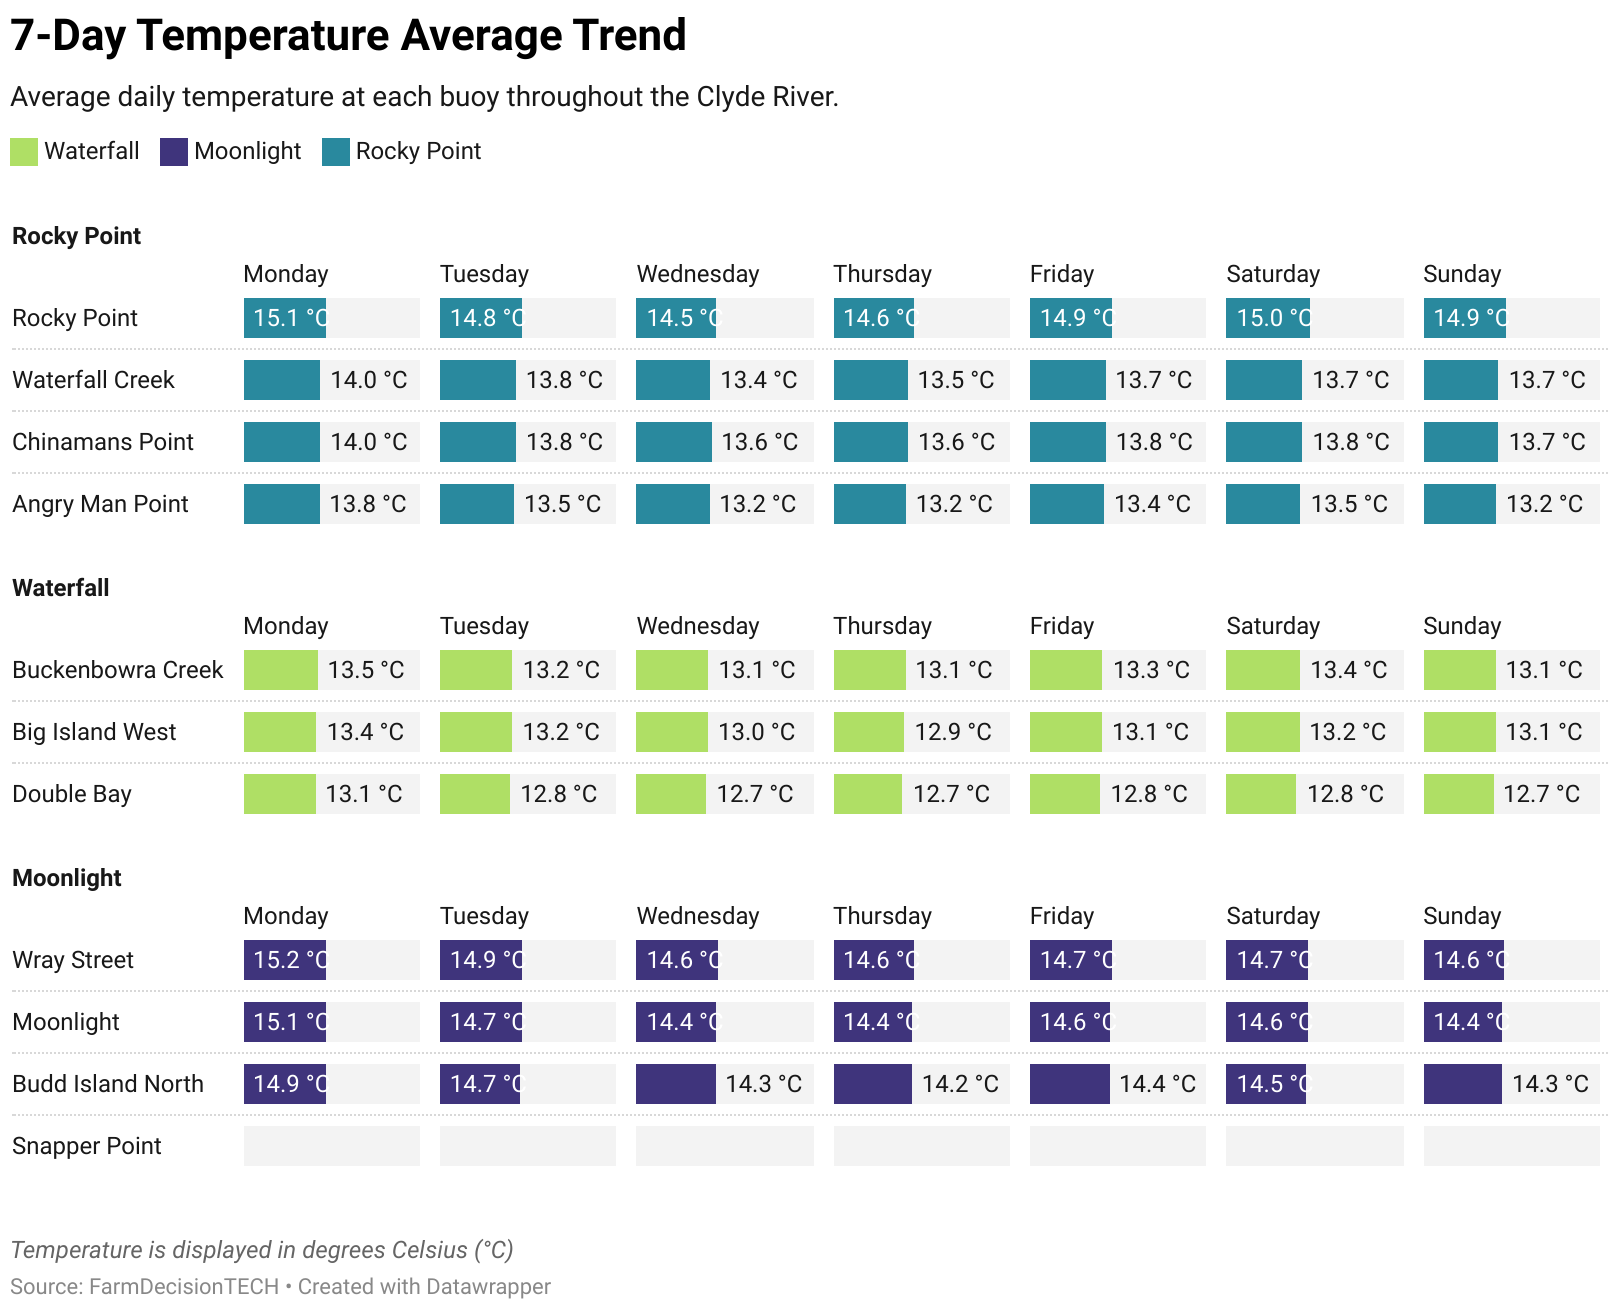 7-Day Temperature Average Trend
Average daily temperature at each buoy throughout the Clyde River.
Waterfall Moonlight Rocky Point
Rocky Point
Monday Tuesday Wednesday Thursday Friday Saturday Sunday
Rocky Point 15.1 °C 14.8 °C 14.5 °C 14.6 °C 14.9 °C 15.0 °C 14.9 °C
Waterfall Creek 14.0 °C 13.8 °C 13.4 °C 13.5 °C 13.7 °C 13.7 °C 13.7 °C
Chinamans Point 14.0 °C 13.8 °C 13.6 °C 13.6 °C 13.8 °C 13.8 °C 13.7 °C
Angry Man Point 13.8 °C 13.5 °C 13.2 °C 13.2 °C 13.4 °C 13.5 °C 13.2 °C
Waterfall
Monday Tuesday Wednesday Thursday Friday Saturday Sunday
Buckenbowra Creek 13.5 °C 13.2 °C 13.1 °C 13.1 °C 13.3 °C 13.4 °C 13.1 °C
Big Island West 13.4 °C 13.2 °C 13.0 °C 12.9 °C 13.1 °C 13.2 °C 13.1 °C
Double Bay 13.1 °C 12.8 °C 12.7 °C 12.7 °C 12.8 °C 12.8 °C 12.7 °C
Moonlight
Monday Tuesday Wednesday Thursday Friday Saturday Sunday
Wray Street 15.2 °C 14.9 °C 14.6 °C 14.6 °C 14.7 °C 14.7 °C 14.6 °C
Moonlight 15.1 °C 14.7 °C 14.4 °C 14.4 °C 14.6 °C 14.6 °C 14.4 °C
Budd Island North 14.9 °C 14.7 °C 14.3 °C 14.2 °C 14.4 °C 14.5 °C 14.3 °C
Snapper Point
Temperature is displayed in degrees Celsius (°C)
Source: FarmDecisionTECH • Created with Datawrapper